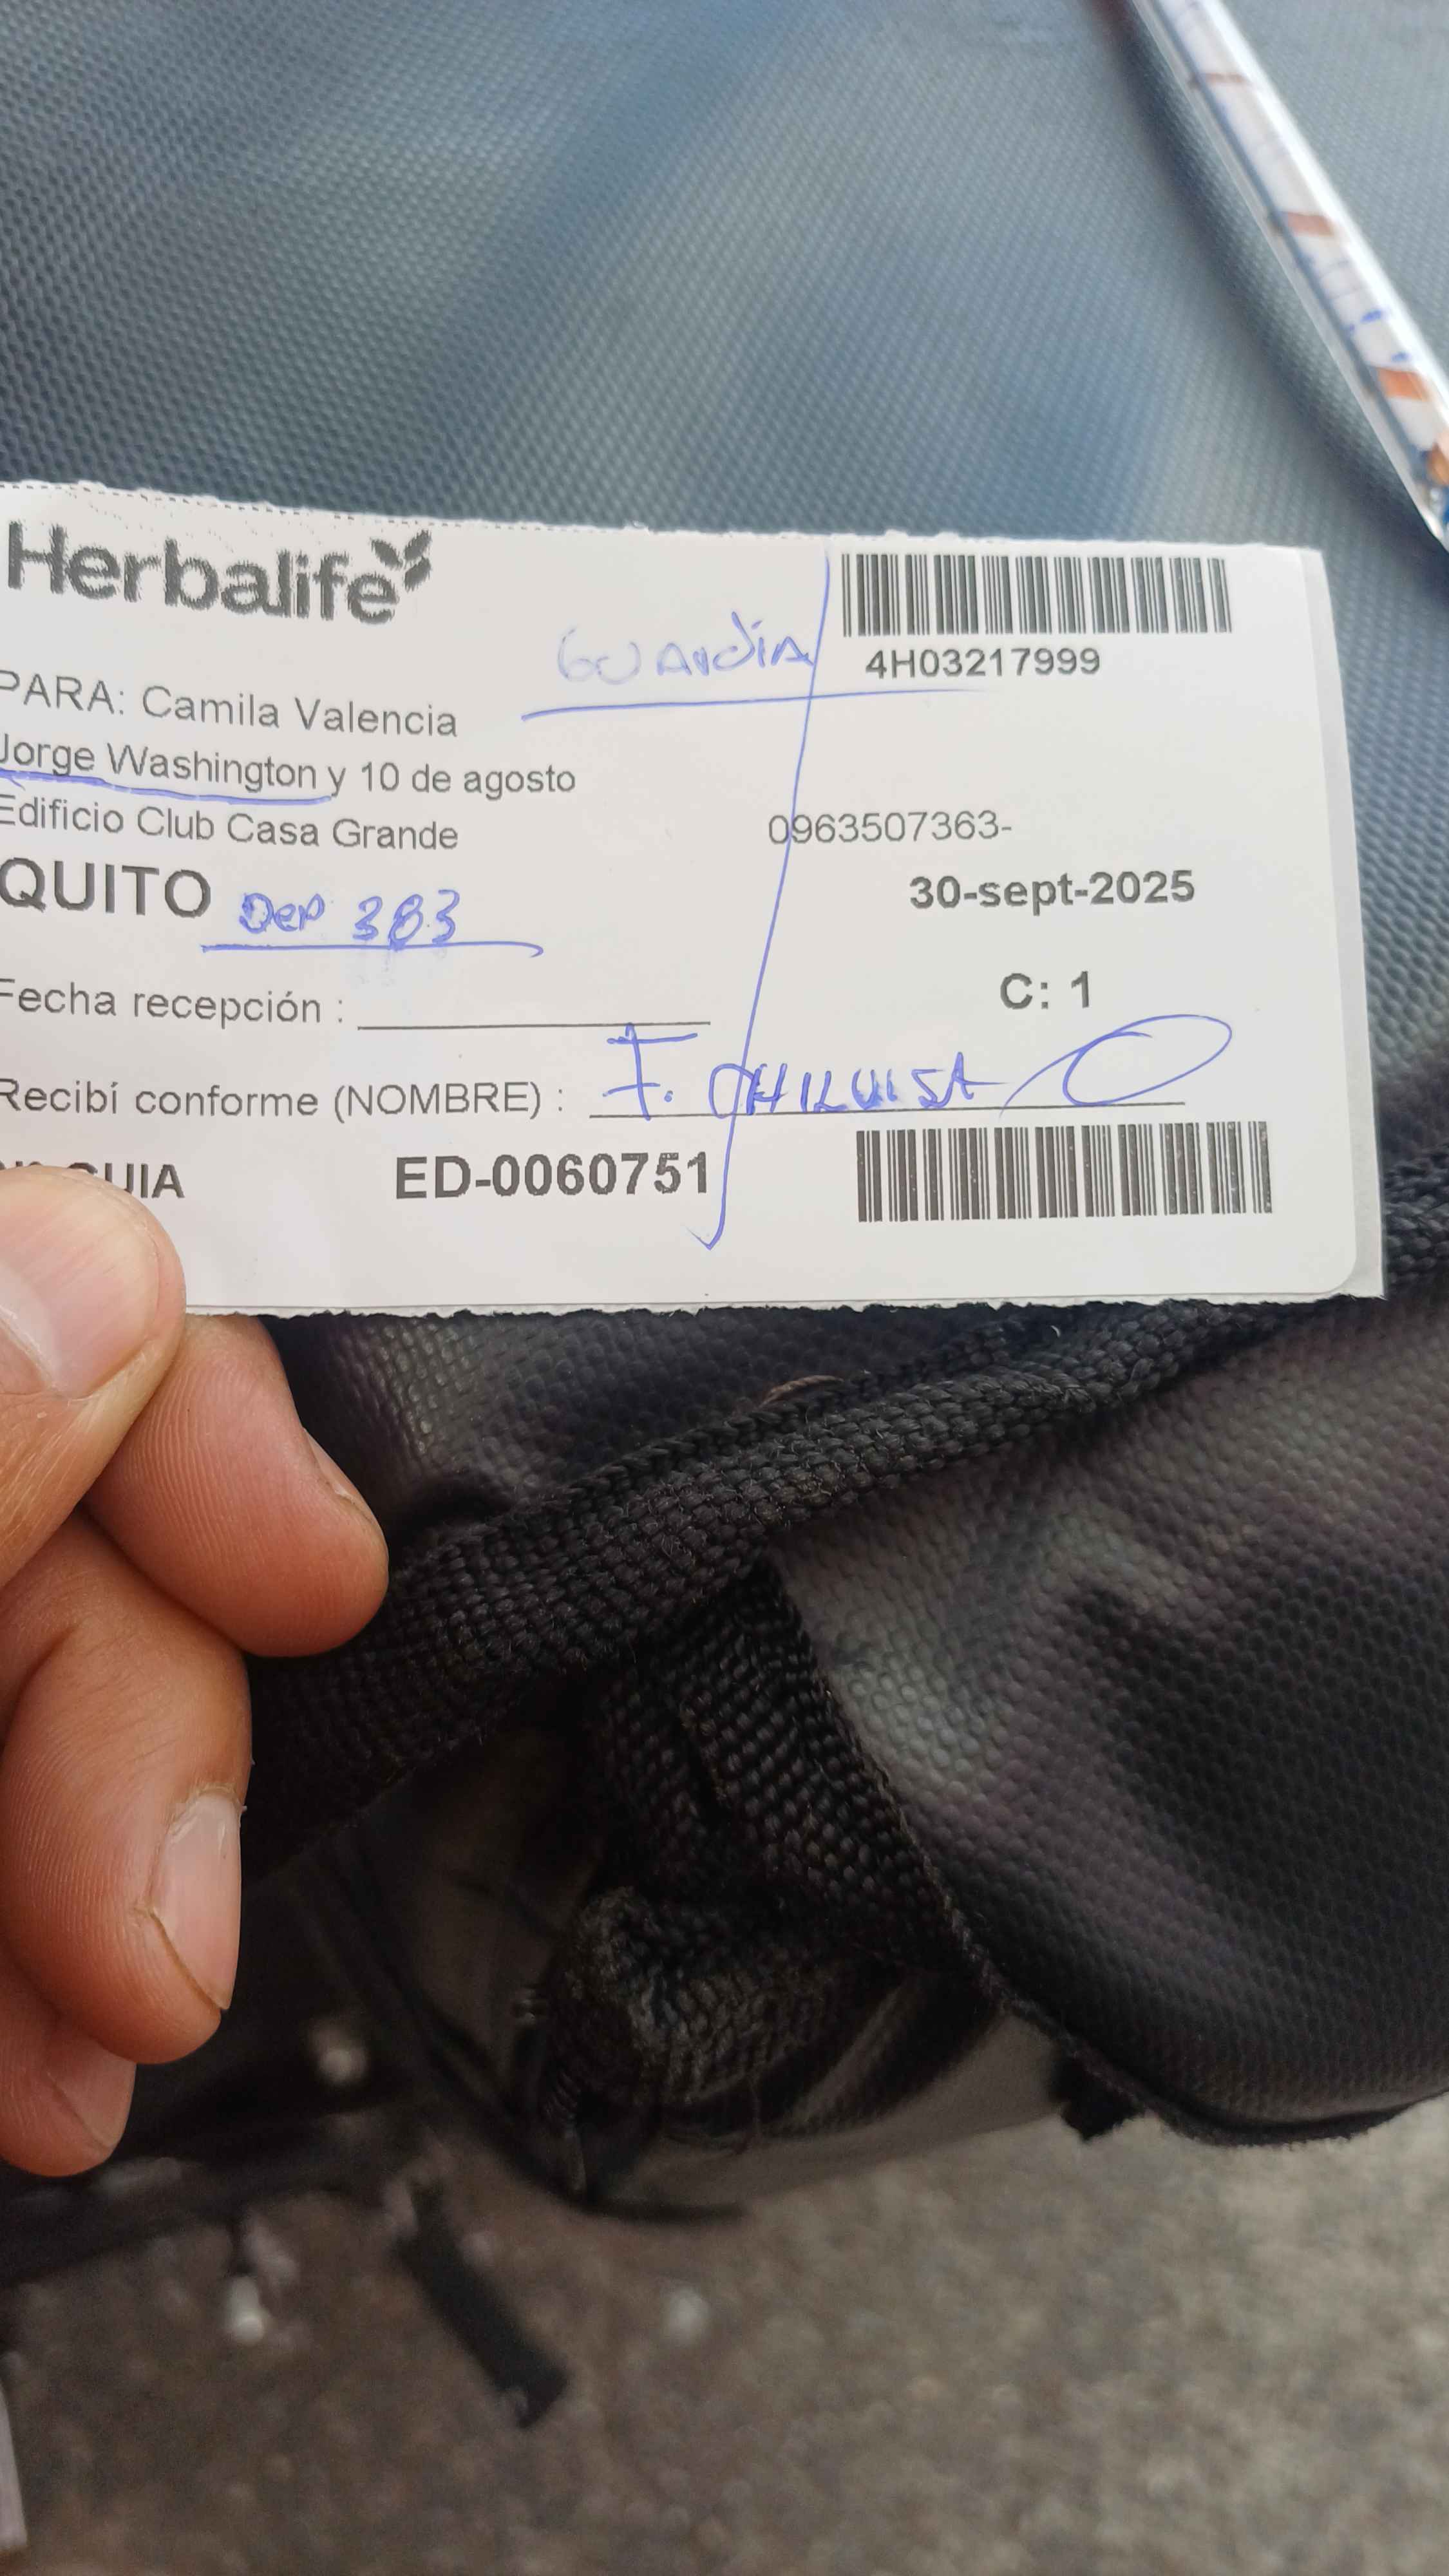 Herbalife
Guardia
4H03217999
PARA: Camila Valencia
Jorge Washington y 10 de agosto
Edificio Club Casa Grande
0963507363-
QUITO
30-sept-2025
Dep 383
C: 1
Fecha recepción :
Recibí conforme (NOMBRE) : F. CHILUISA
GUIA
ED-0060751